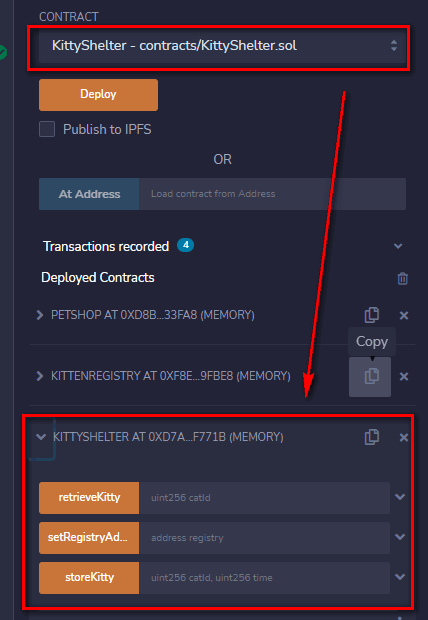 CONTRACT
KittyShelter - contracts/KittyShelter.sol
Deploy
Publish to IPFS
OR
At Address Load contract from Address
Transactions recorded 4
Deployed Contracts
PETSHOP AT 0XD8B...33FA8 (MEMORY)
Copy
KITTENREGISTRY AT 0XF8E...9FBE8 (MEMORY)
KITTYSHELTER AT 0XD7A...F771B (MEMORY)
retrieveKitty uint256 catId
setRegistryAd... address registry
storeKitty uint256 catId, uint256 time